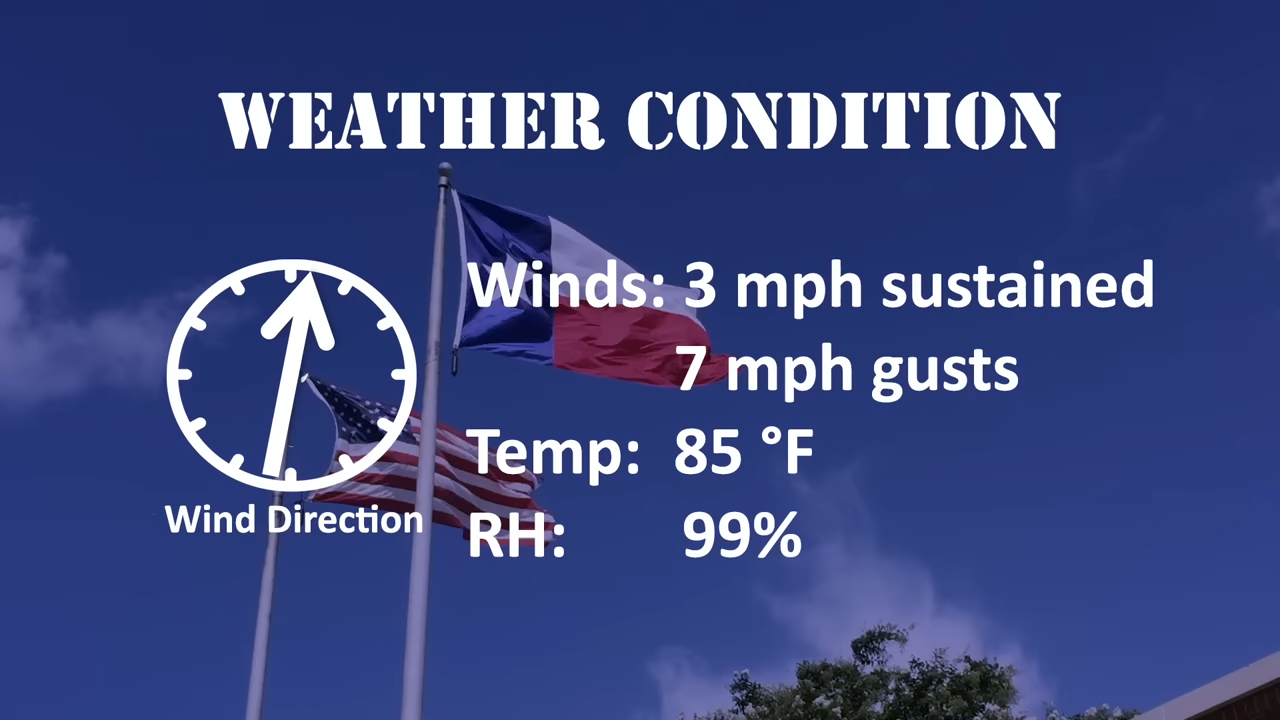 WEATHER CONDITION
Winds: 3 mph sustained
7 mph gusts
Temp: 85 °F
RH: 99%
Wind Direction